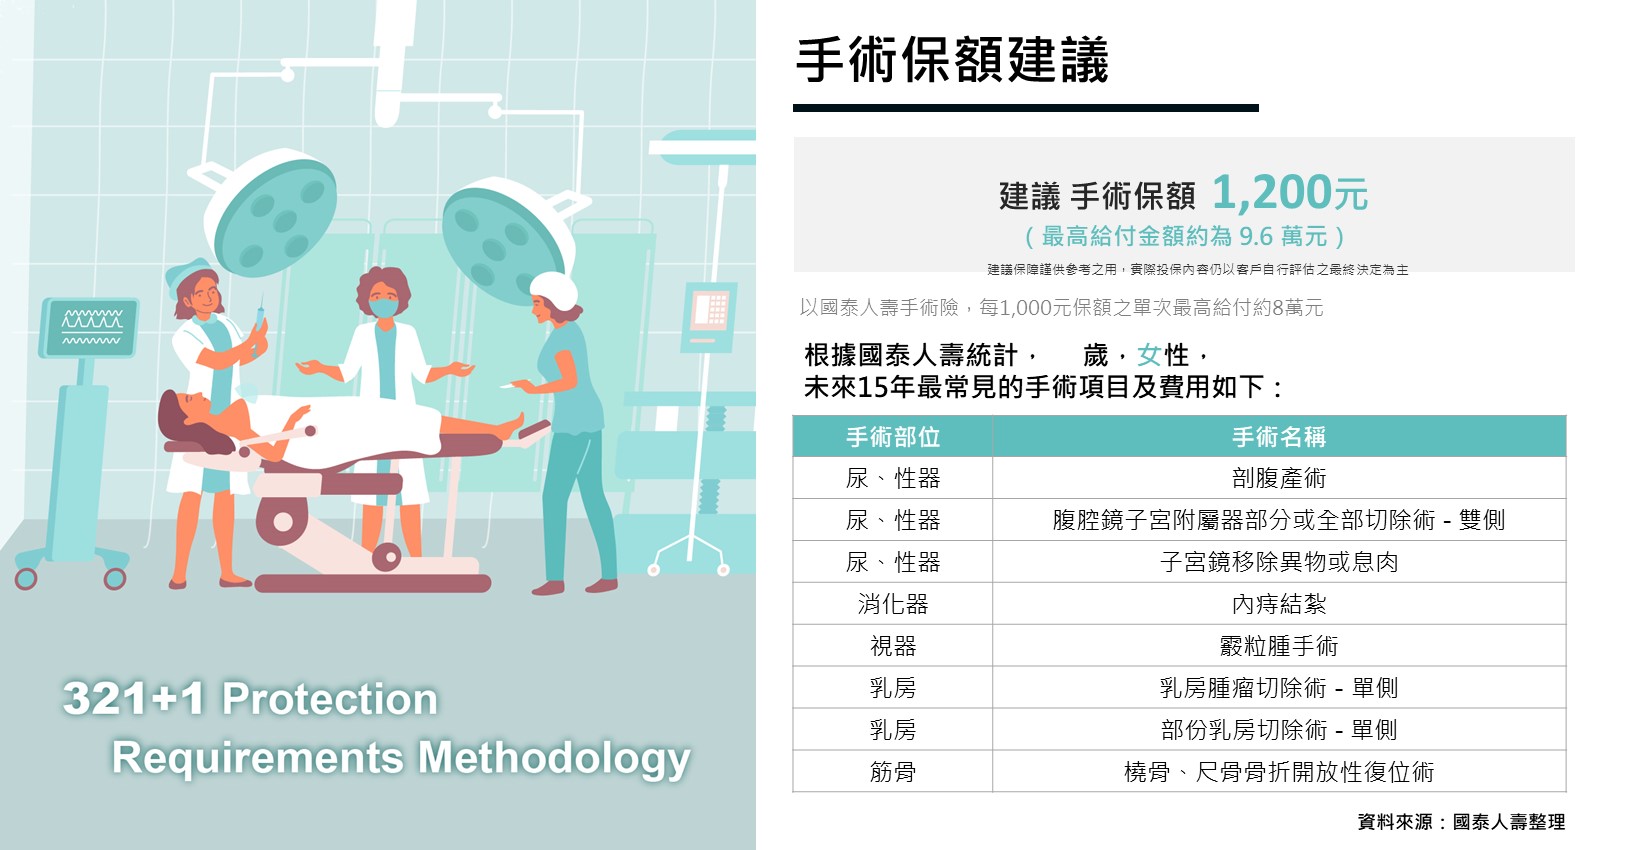 手術保額建議
建議 手術保額 1,200元
（最高給付金額約為 9.6 萬元）
建議保障謹供參考之用，實際投保內容仍以客戶自行評估之最終決定為主
以國泰人壽手術險，每1,000元保額之單次最高給付約8萬元
根據國泰人壽統計， 歲，女性，
未來15年最常見的手術項目及費用如下：
手術部位 手術名稱
尿、性器 剖腹產術
尿、性器 腹腔鏡子宮附屬器部分或全部切除術 - 雙側
尿、性器 子宮鏡移除異物或息肉
消化器 內痔結紮
視器 霰粒腫手術
乳房 乳房腫瘤切除術 - 單側
乳房 部份乳房切除術 - 單側
筋骨 橈骨、尺骨骨折開放性復位術
資料來源：國泰人壽整理
321+1 Protection
Requirements Methodology